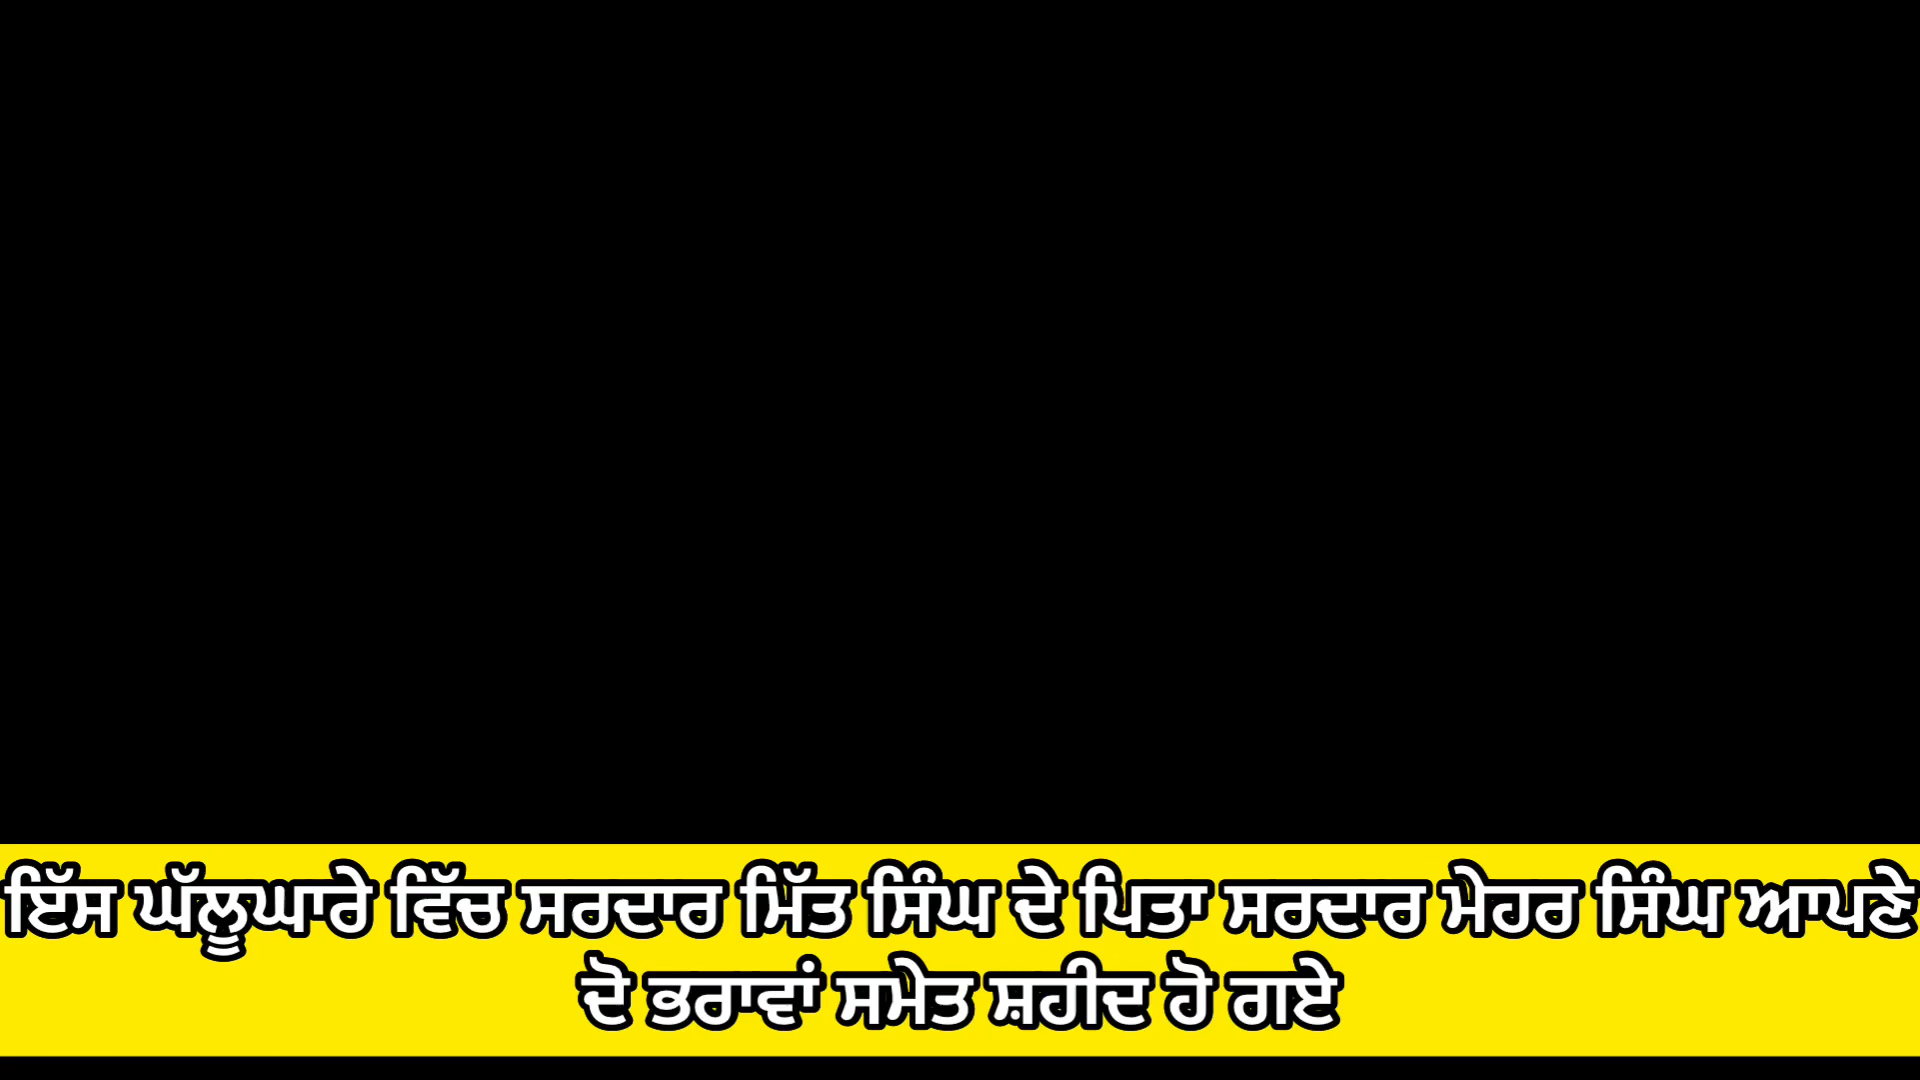 ਇੱਸ ਘੱਲੂਘਾਰੇ ਵਿੱਚ ਸਰਦਾਰ ਮਿੱਤ ਸਿੰਘ ਦੇ ਪਿਤਾ ਸਰਦਾਰ ਮੇਹਰ ਸਿੰਘ ਆਪਣੇ
ਦੋ ਭਰਾਵਾਂ ਸਮੇਤ ਸ਼ਹੀਦ ਹੋ ਗਏ